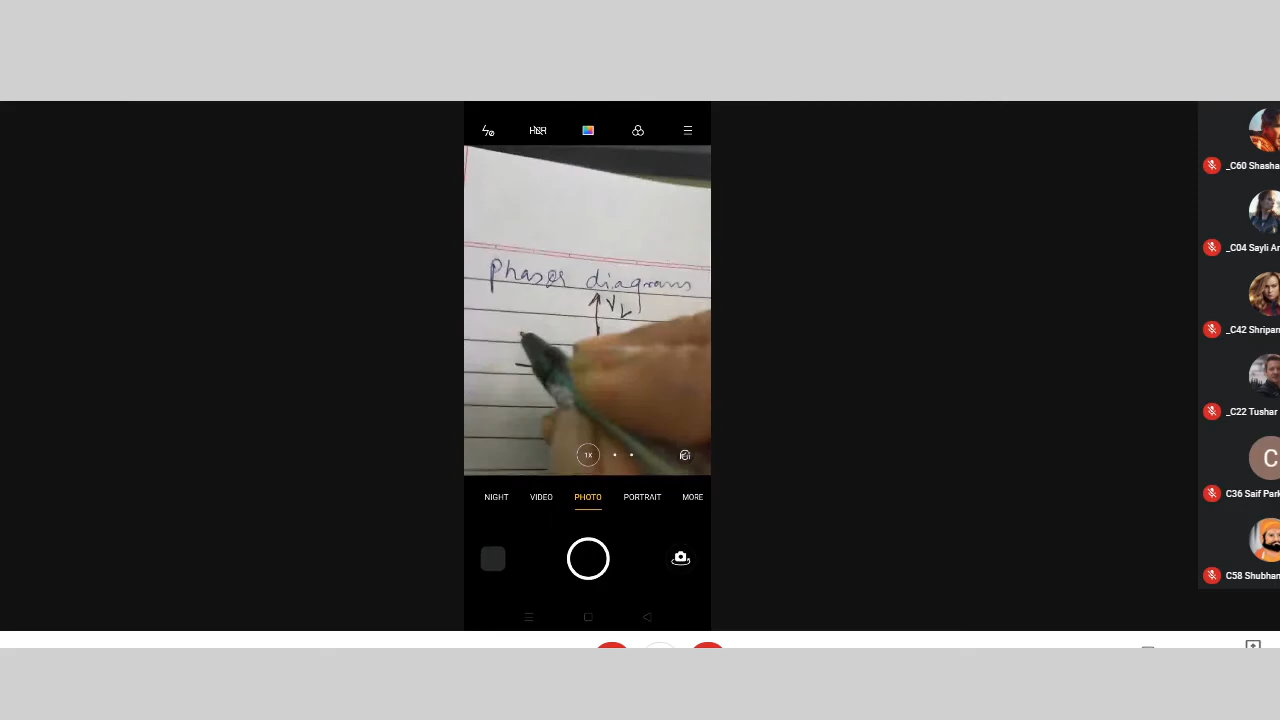 HDR
Phasor diagrams
VL
1X
NIGHT VIDEO PHOTO PORTRAIT MORE
_C60 Shasha
_C04 Sayli Ar
_C42 Shripan
_C22 Tushar
C
C36 Saif Park
C58 Shubhan